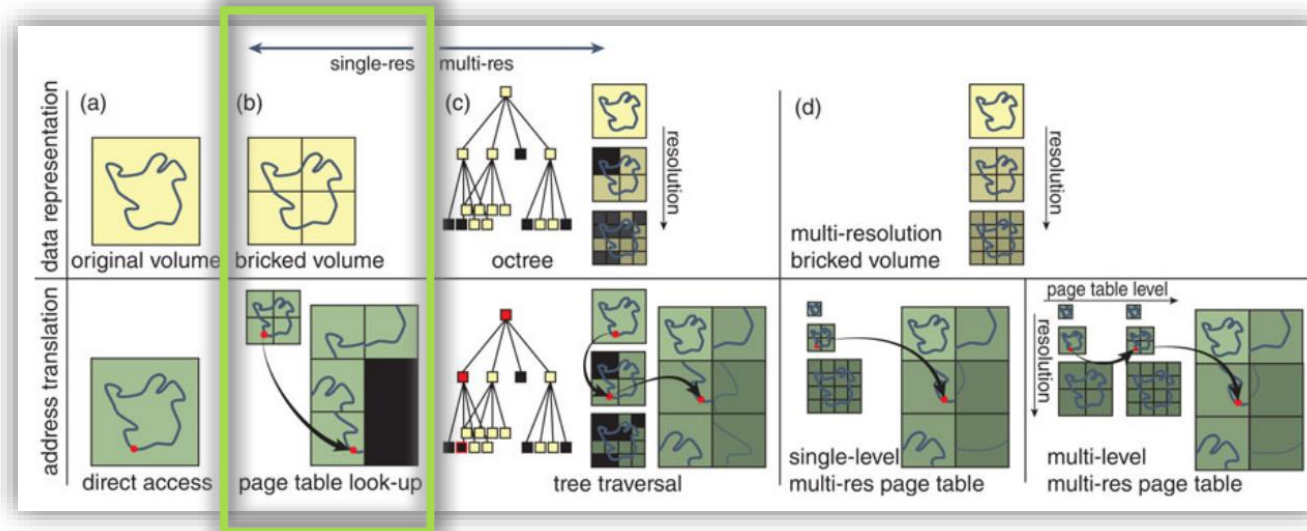 single-res multi-res
data representation
(a)
original volume
(b)
bricked volume
(c)
octree
resolution
(d)
multi-resolution
bricked volume
resolution
address translation
direct access
page table look-up
tree traversal
single-level
multi-res page table
page table level
resolution
multi-level
multi-res page table